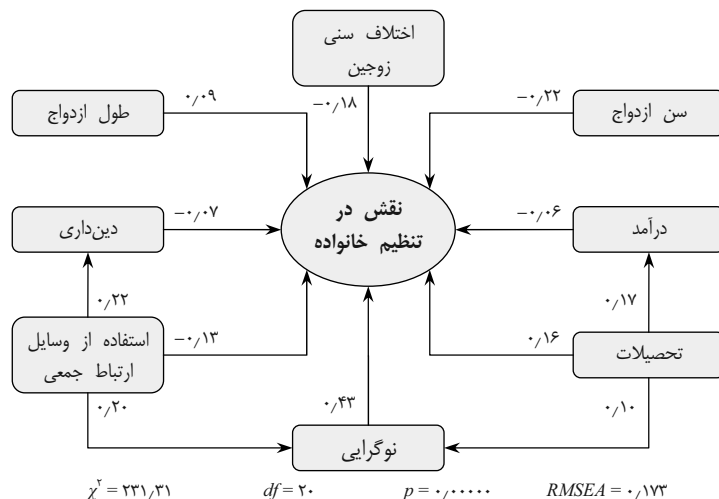 اختلاف سنی
زوجین
۰/۰۹
−۰/۱۸
−۰/۲۲
سن ازدواج
طول ازدواج
نقش در
تنظیم خانواده
−۰/۰۶
درآمد
−۰/۰۷
دین‌داری
۰/۱۷
۰/۲۲
تحصیلات
۰/۱۶
−۰/۱۳
استفاده از وسایل
ارتباط جمعی
۰/۱۰
۰/۴۳
۰/۲۰
نوگرایی
χ² = ۲۳۱/۳۱ df = ۲۰ p = ۰/۰۰۰۰۰ RMSEA = ۰/۱۷۳